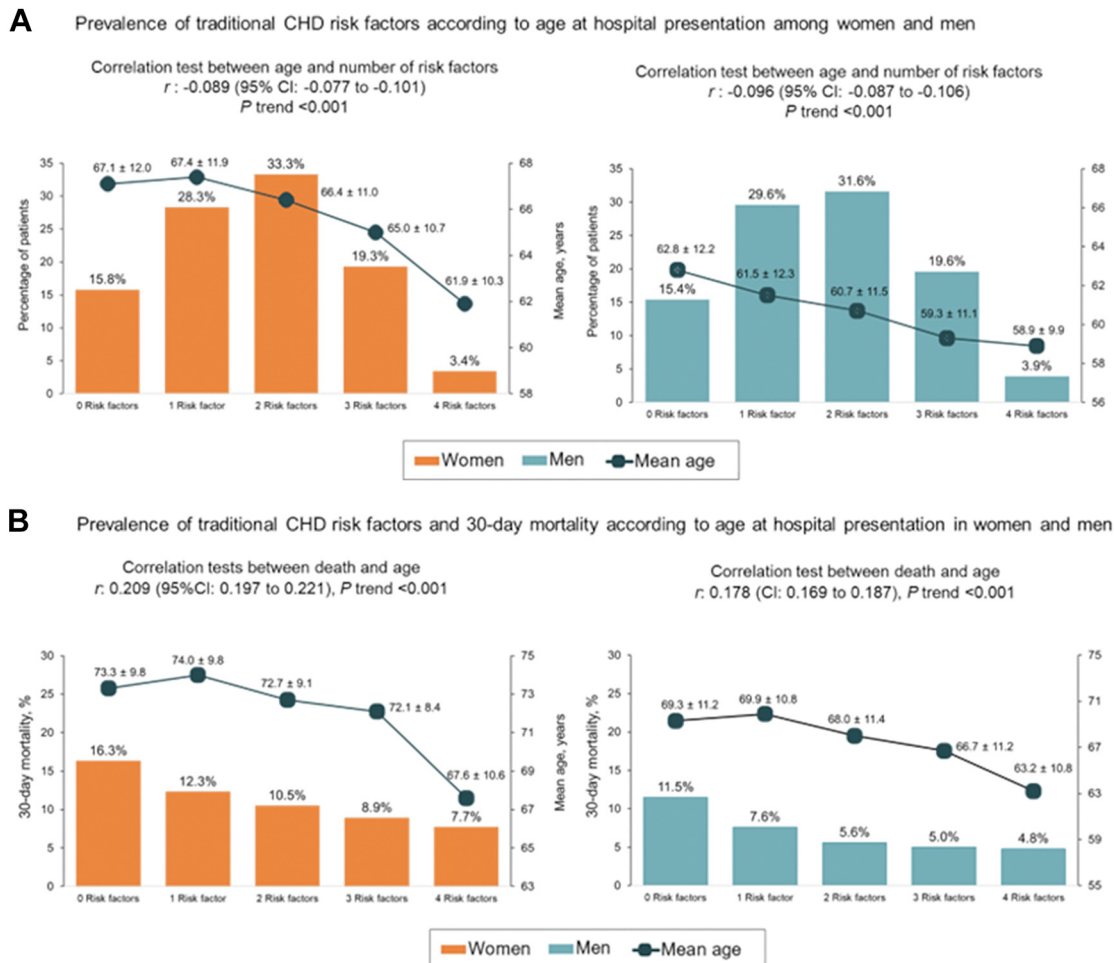 A
Prevalence of traditional CHD risk factors according to age at hospital presentation among women and men
Correlation test between age and number of risk factors
r : -0.089 (95% CI: -0.077 to -0.101)
P trend <0.001
35
30
25
20
15
10
5
0
Percentage of patients
67.1 ± 12.0
67.4 ± 11.9
66.4 ± 11.0
65.0 ± 10.7
61.9 ± 10.3
15.8%
28.3%
33.3%
19.3%
3.4%
68
66
64
62
60
58
Mean age, years
0 Risk factors
1 Risk factor
2 Risk factors
3 Risk factors
4 Risk factors
Correlation test between age and number of risk factors
r : -0.096 (95% CI: -0.087 to -0.106)
P trend <0.001
35
30
25
20
15
10
5
0
Percentage of patients
62.8 ± 12.2
61.5 ± 12.3
60.7 ± 11.5
59.3 ± 11.1
58.9 ± 9.9
15.4%
29.6%
31.6%
19.6%
3.9%
68
66
64
62
60
58
56
0 Risk factors
1 Risk factor
2 Risk factors
3 Risk factors
4 Risk factors
Women
Men
Mean age
B
Prevalence of traditional CHD risk factors and 30-day mortality according to age at hospital presentation in women and men
Correlation tests between death and age
r: 0.209 (95%CI: 0.197 to 0.221), P trend <0.001
30
25
20
15
10
5
0
30-day mortality, %
73.3 ± 9.8
74.0 ± 9.8
72.7 ± 9.1
72.1 ± 8.4
67.6 ± 10.6
16.3%
12.3%
10.5%
8.9%
7.7%
75
73
71
69
67
65
63
Mean age, years
0 Risk factors
1 Risk factor
2 Risk factors
3 Risk factors
4 Risk factors
Correlation test between death and age
r: 0.178 (CI: 0.169 to 0.187), P trend <0.001
30
25
20
15
10
5
0
30-day mortality, %
69.3 ± 11.2
69.9 ± 10.8
68.0 ± 11.4
66.7 ± 11.2
63.2 ± 10.8
11.5%
7.6%
5.6%
5.0%
4.8%
75
71
67
63
59
55
0 Risk factors
1 Risk factor
2 Risk factors
3 Risk factors
4 Risk factors
Women
Men
Mean age